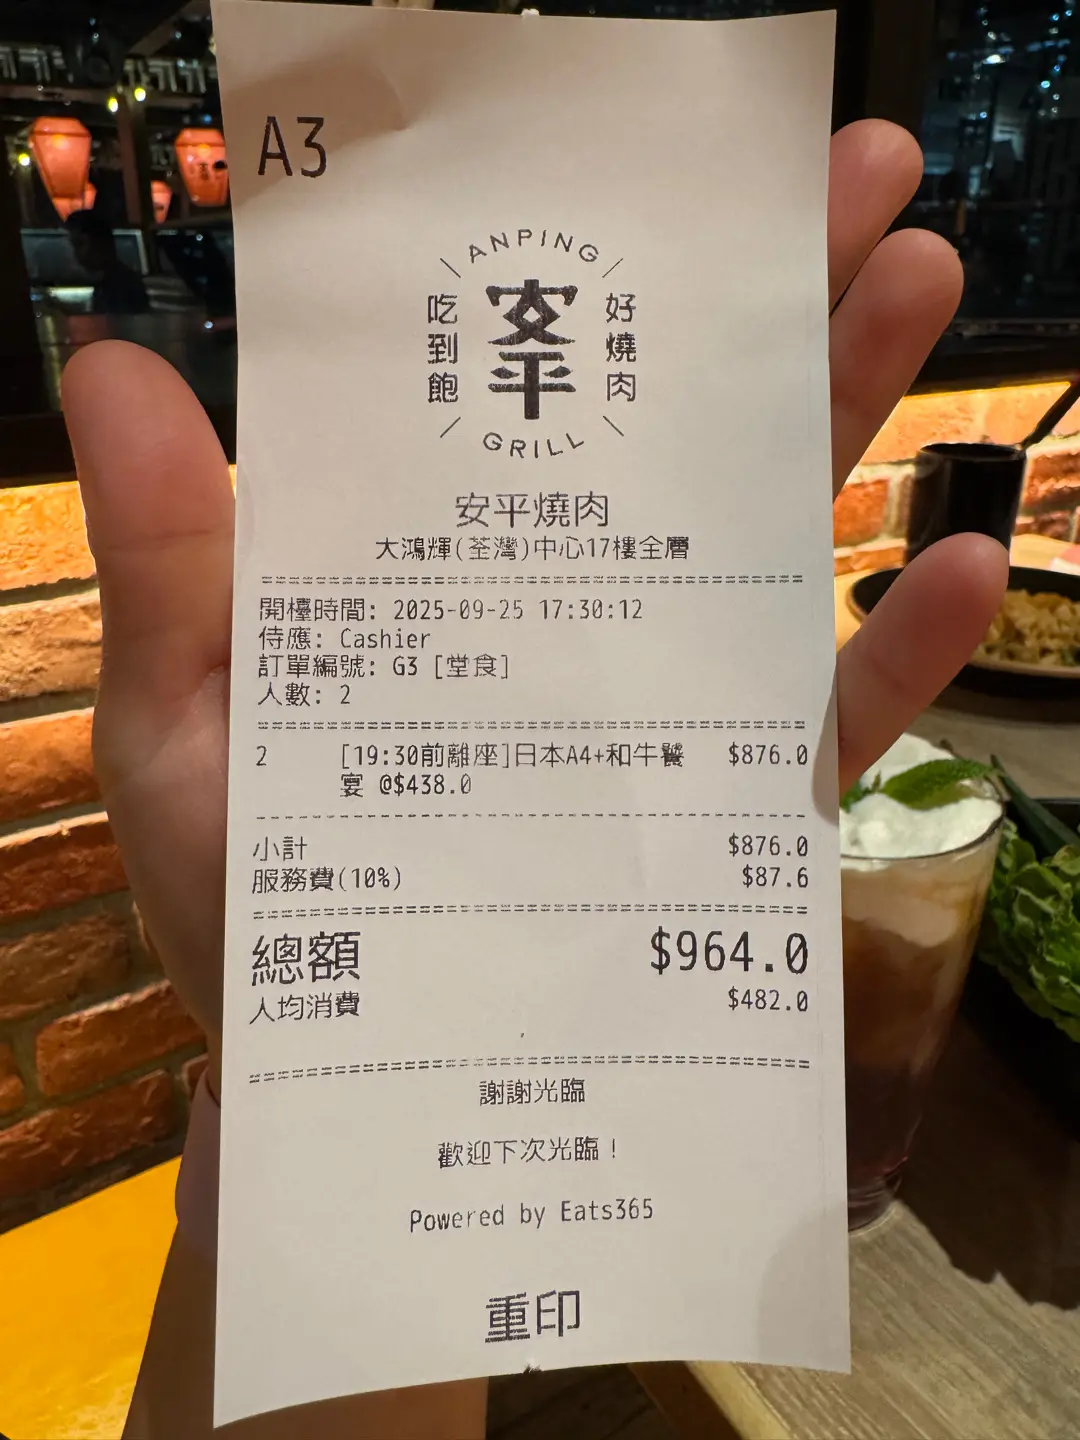 A3
ANPING
吃到飽
安平
好燒肉
GRILL
安平燒肉
大鴻輝(荃灣)中心17樓全層
開檯時間: 2025-09-25 17:30:12
侍應: Cashier
訂單編號: G3 [堂食]
人數: 2
2 [19:30前離座]日本A4+和牛饗 $876.0
宴 @$438.0
小計 $876.0
服務費(10%) $87.6
總額 $964.0
人均消費 $482.0
謝謝光臨
歡迎下次光臨！
Powered by Eats365
重印